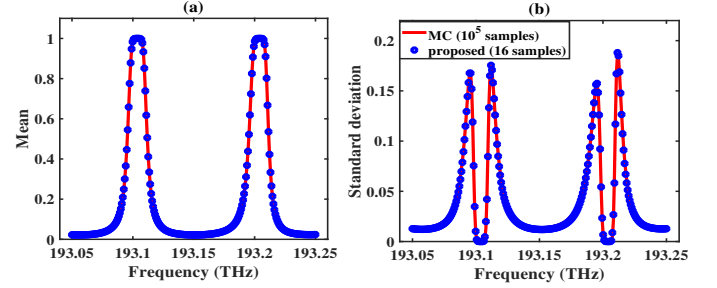 (a)
1
0.8
0.6
0.4
0.2
0
Mean
193.05
193.1
193.15
193.2
193.25
Frequency (THz)
(b)
MC (10⁵ samples)
proposed (16 samples)
0.2
0.15
0.1
0.05
0
Standard deviation
193.05
193.1
193.15
193.2
193.25
Frequency (THz)